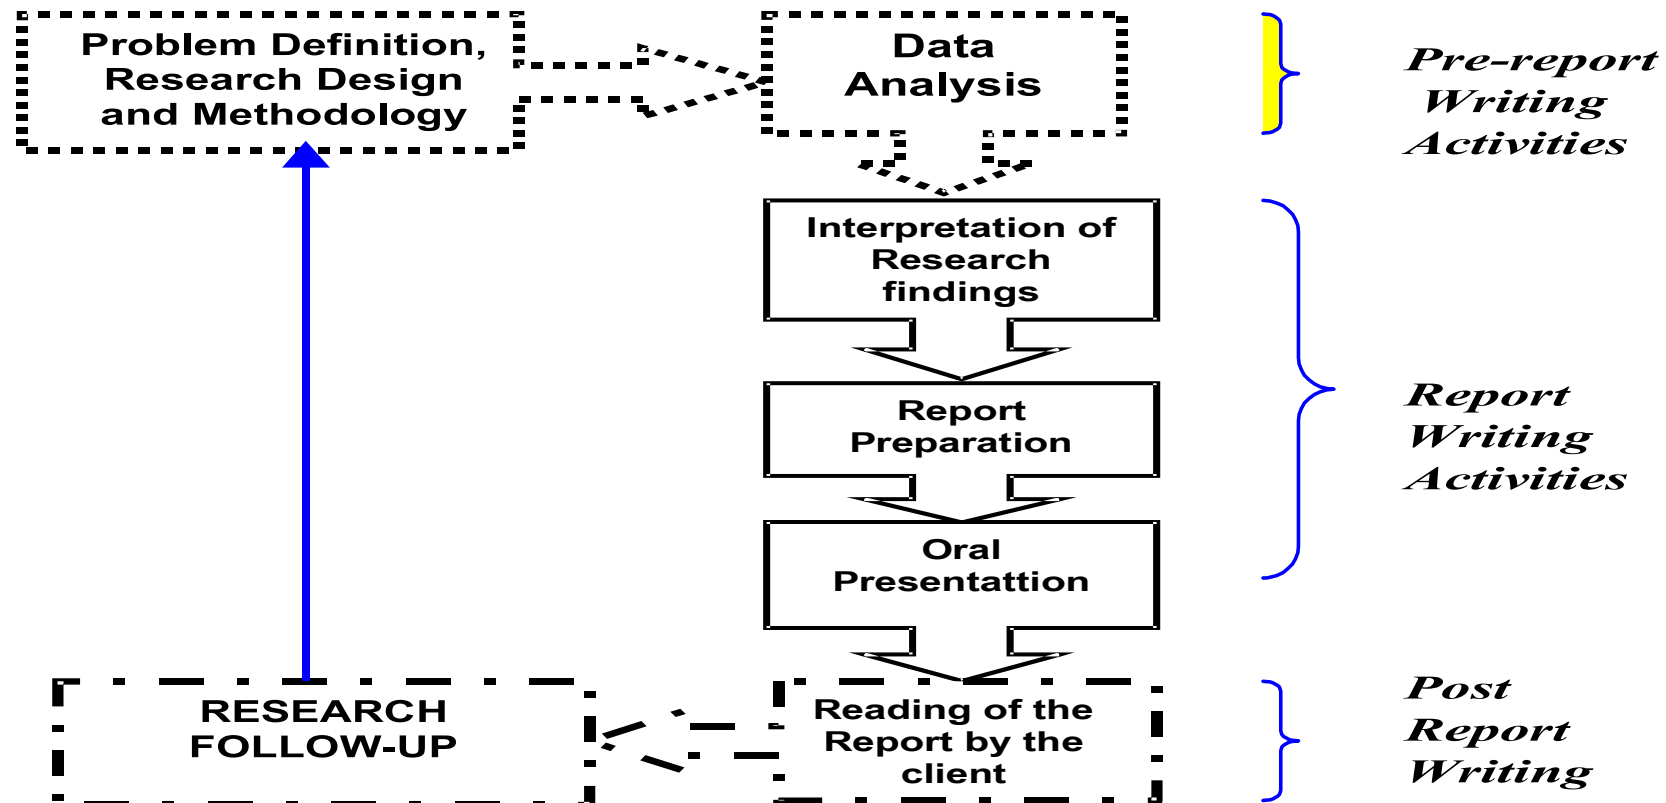 Problem Definition,
Research Design
and Methodology
Data
Analysis
Pre-report
Writing
Activities
Interpretation of
Research
findings
Report
Preparation
Oral
Presentattion
Report
Writing
Activities
RESEARCH
FOLLOW-UP
Reading of the
Report by the
client
Post
Report
Writing